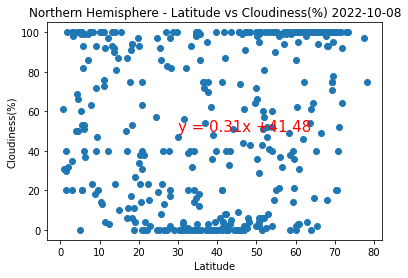 Northern Hemisphere - Latitude vs Cloudiness(%) 2022-10-08
100
80
60
40
20
0
Cloudiness(%)
y = 0.31x +41.48
0 10 20 30 40 50 60 70 80
Latitude